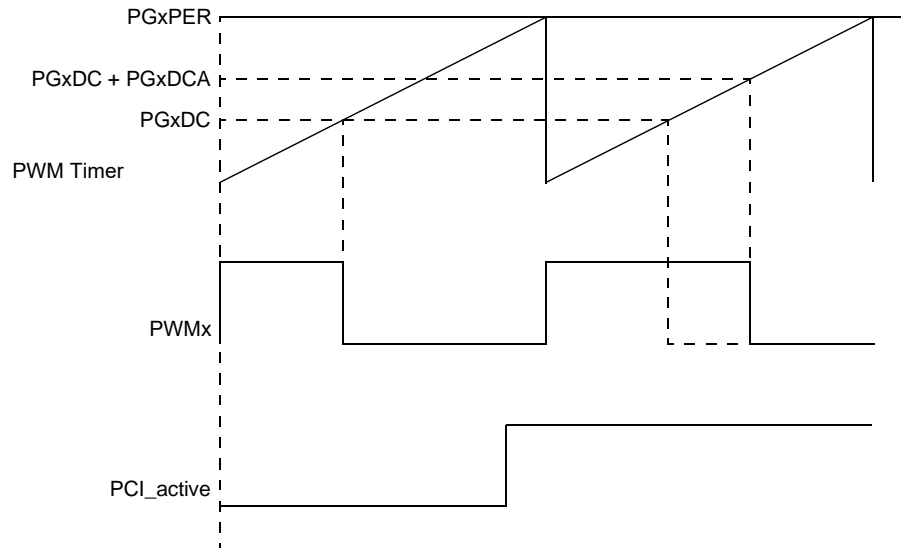 PGxPER
PGxDC + PGxDCA
PGxDC
PWM Timer
PWMx
PCI_active